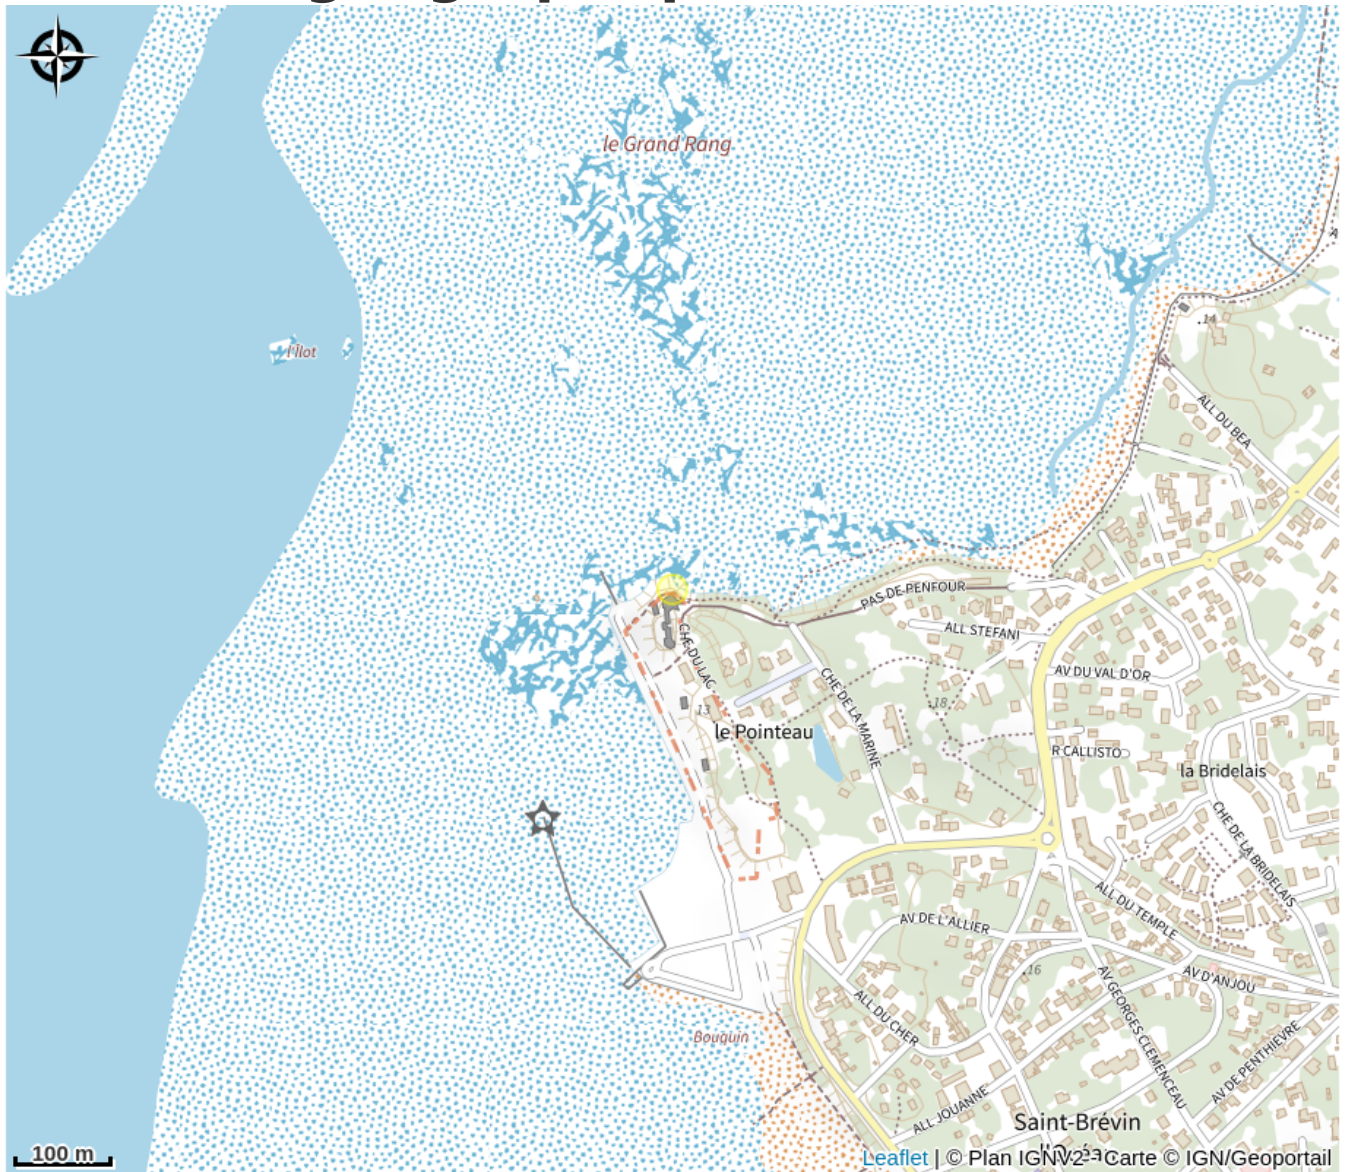 le Grand Rang
l'Îlot
14
ALL DU BEA
PAS DE PENFOUR
ALL STEFANI
CHE DU LAC
AV DU VAL D'OR
CHE DE LA MARINE
18
13
le Pointeau
R CALLISTO
la Bridelais
CHE DE LA BRIDELAIS
ALL DU TEMPLE
AV DE L'ALLIER
AV D'ANJOU
16
AV GEORGES CLEMENCEAU
ALL DU CHER
Bouquin
AV DE PENTHIEVRE
ALL JOUANNE
Saint-Brévin
100 m
Leaflet | © Plan IGNV2 - Carte © IGN/Geoportail